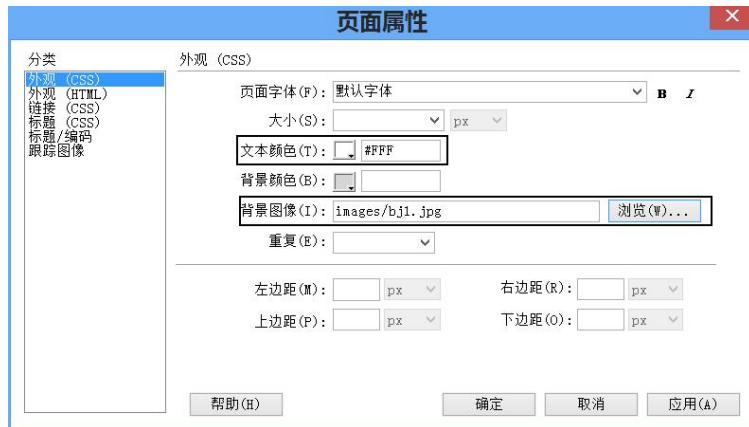 页面属性
分类
外观 (CSS)
外观 (HTML)
链接 (CSS)
标题 (CSS)
标题/编码
跟踪图像
外观 (CSS)
页面字体(F): 默认字体 B I
大小(S): px
文本颜色(T): #FFF
背景颜色(B):
背景图像(I): images/bj1.jpg 浏览(W)...
重复(E):
左边距(M): px 右边距(R): px
上边距(P): px 下边距(O): px
帮助(H) 确定 取消 应用(A)